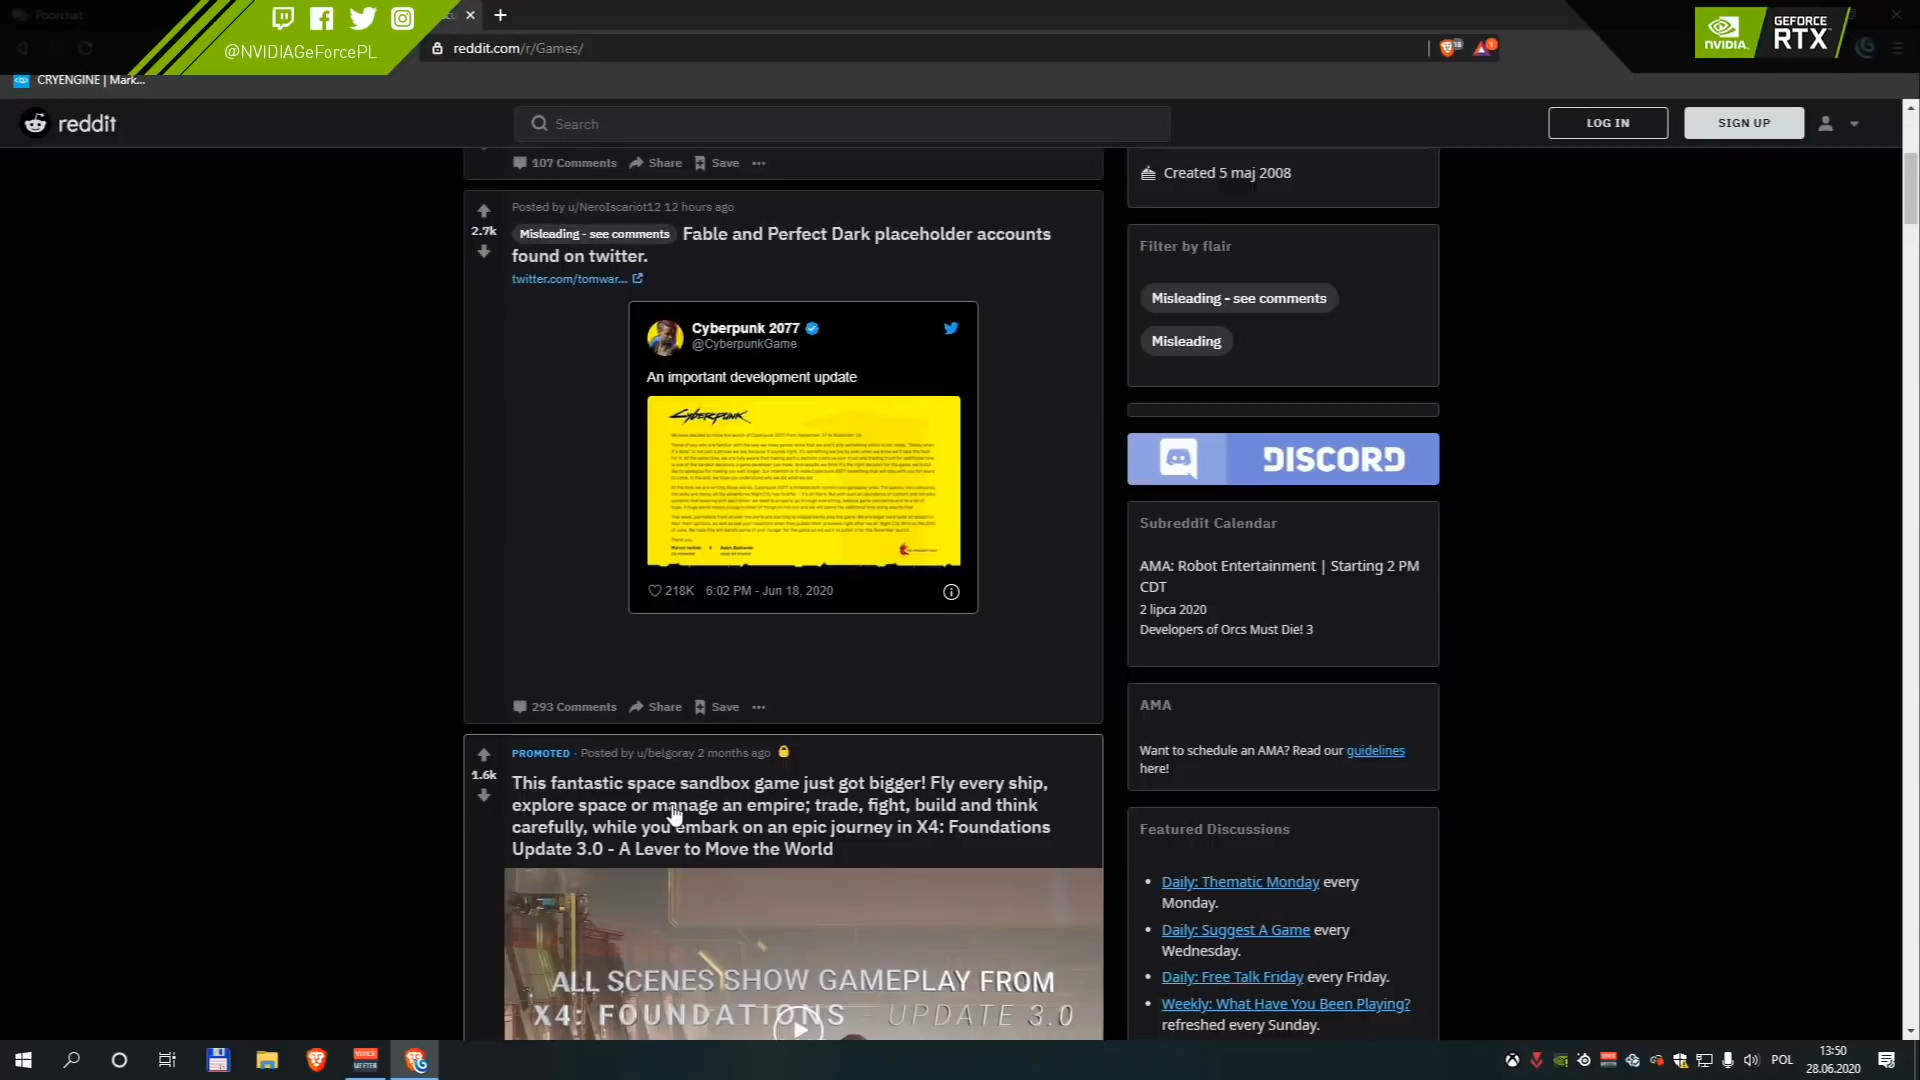 Poorchat
@NVIDIAGeForcePL
reddit.com/r/Games/
18
1
NVIDIA.
GEFORCE
RTX
CRYENGINE | Mark...
reddit
Search
LOG IN
SIGN UP
107 Comments Share Save
Created 5 maj 2008
Posted by u/NeroIscariot12 12 hours ago
2.7k
Misleading - see comments Fable and Perfect Dark placeholder accounts
found on twitter.
twitter.com/tomwar...
Cyberpunk 2077
@CyberpunkGame
An important development update
CYBERPUNK
218K 6:02 PM - Jun 18, 2020
293 Comments Share Save
PROMOTED · Posted by u/belgoray 2 months ago
1.6k
This fantastic space sandbox game just got bigger! Fly every ship,
explore space or manage an empire; trade, fight, build and think
carefully, while you embark on an epic journey in X4: Foundations
Update 3.0 - A Lever to Move the World
ALL SCENES SHOW GAMEPLAY FROM
X4: FOUNDATIONS - UPDATE 3.0
Filter by flair
Misleading - see comments
Misleading
DISCORD
Subreddit Calendar
AMA: Robot Entertainment | Starting 2 PM
CDT
2 lipca 2020
Developers of Orcs Must Die! 3
AMA
Want to schedule an AMA? Read our guidelines
here!
Featured Discussions
Daily: Thematic Monday every
Monday.
Daily: Suggest A Game every
Wednesday.
Daily: Free Talk Friday every Friday.
Weekly: What Have You Been Playing?
refreshed every Sunday.
POL
13:50
28.06.2020